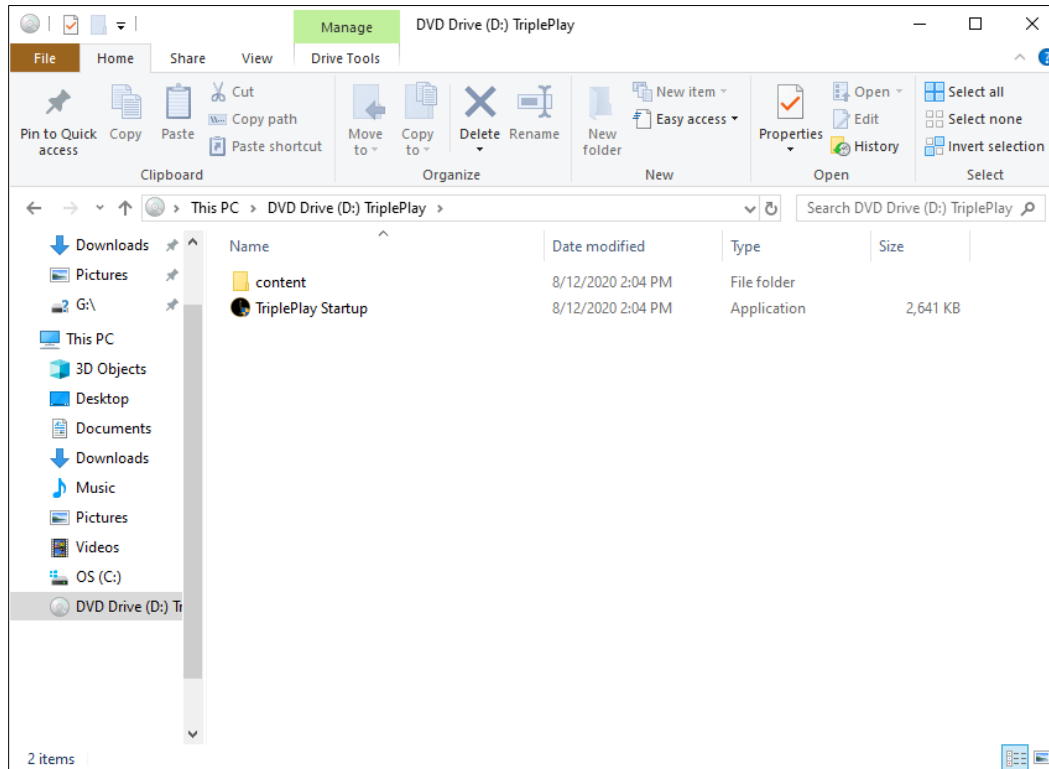 Manage
DVD Drive (D:) TriplePlay
File
Home
Share
View
Drive Tools
Pin to Quick access
Copy
Paste
Cut
Copy path
Paste shortcut
Clipboard
Move to
Copy to
Delete
Rename
Organize
New folder
New item
Easy access
New
Properties
Open
Edit
History
Open
Select all
Select none
Invert selection
Select
This PC > DVD Drive (D:) TriplePlay >
Search DVD Drive (D:) TriplePlay
Downloads
Pictures
G:\
This PC
3D Objects
Desktop
Documents
Downloads
Music
Pictures
Videos
OS (C:)
DVD Drive (D:) Tr
Name
Date modified
Type
Size
content
8/12/2020 2:04 PM
File folder
TriplePlay Startup
8/12/2020 2:04 PM
Application
2,641 KB
2 items